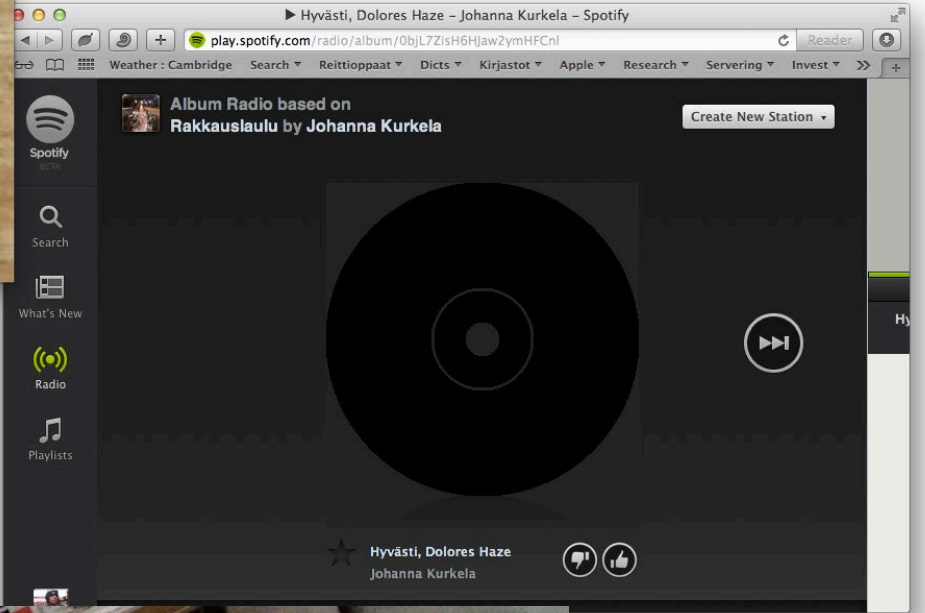 ▶ Hyvästi, Dolores Haze – Johanna Kurkela – Spotify
play.spotify.com/radio/album/0bjL7ZisH6HJaw2ymHFCnl
Reader
Weather : Cambridge Search ▾ Reittioppaat ▾ Dicts ▾ Kirjastot ▾ Apple ▾ Research ▾ Servering ▾ Invest ▾ >>
Album Radio based on
Rakkauslaulu by Johanna Kurkela
Create New Station
Spotify
BETA
Search
What's New
Hy
Radio
Playlists
Hyvästi, Dolores Haze
Johanna Kurkela